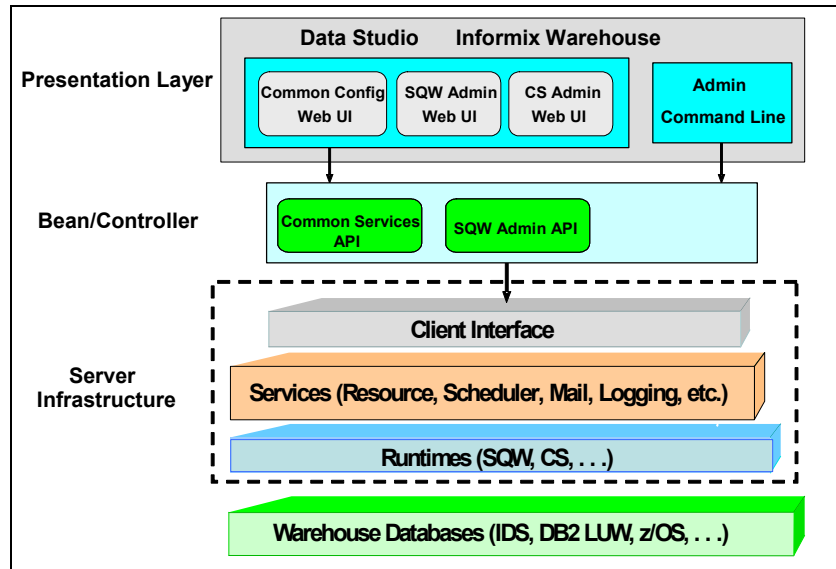 Data Studio Informix Warehouse
Presentation Layer
Common Config
Web UI
SQW Admin
Web UI
CS Admin
Web UI
Admin
Command Line
Bean/Controller
Common Services
API
SQW Admin API
Client Interface
Server
Infrastructure
Services (Resource, Scheduler, Mail, Logging, etc.)
Runtimes (SQW, CS, . . .)
Warehouse Databases (IDS, DB2 LUW, z/OS, . . .)